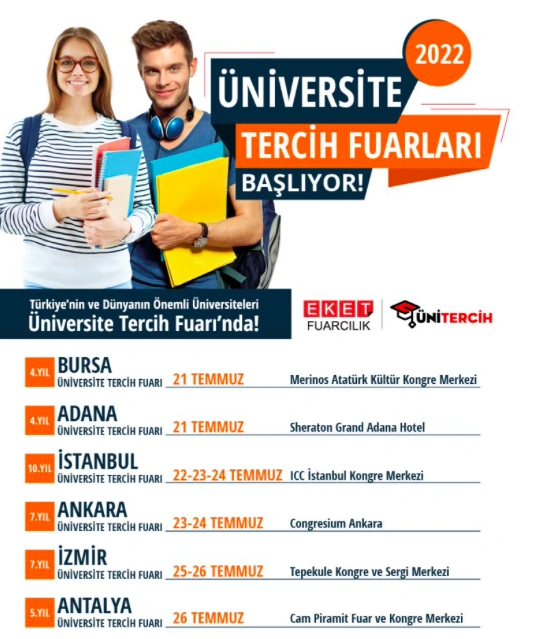 2022
ÜNİVERSİTE
TERCİH FUARLARI
BAŞLIYOR!
Türkiye'nin ve Dünyanın Önemli Üniversiteleri
Üniversite Tercih Fuarı'nda!
EKET
FUARCILIK
ÜNİTERCİH
4.YIL BURSA
ÜNİVERSİTE TERCİH FUARI 21 TEMMUZ Merinos Atatürk Kültür Kongre Merkezi
4.YIL ADANA
ÜNİVERSİTE TERCİH FUARI 21 TEMMUZ Sheraton Grand Adana Hotel
10.YIL İSTANBUL
ÜNİVERSİTE TERCİH FUARI 22-23-24 TEMMUZ ICC İstanbul Kongre Merkezi
7.YIL ANKARA
ÜNİVERSİTE TERCİH FUARI 23-24 TEMMUZ Congresium Ankara
7.YIL İZMİR
ÜNİVERSİTE TERCİH FUARI 25-26 TEMMUZ Tepekule Kongre ve Sergi Merkezi
5.YIL ANTALYA
ÜNİVERSİTE TERCİH FUARI 26 TEMMUZ Cam Piramit Fuar ve Kongre Merkezi